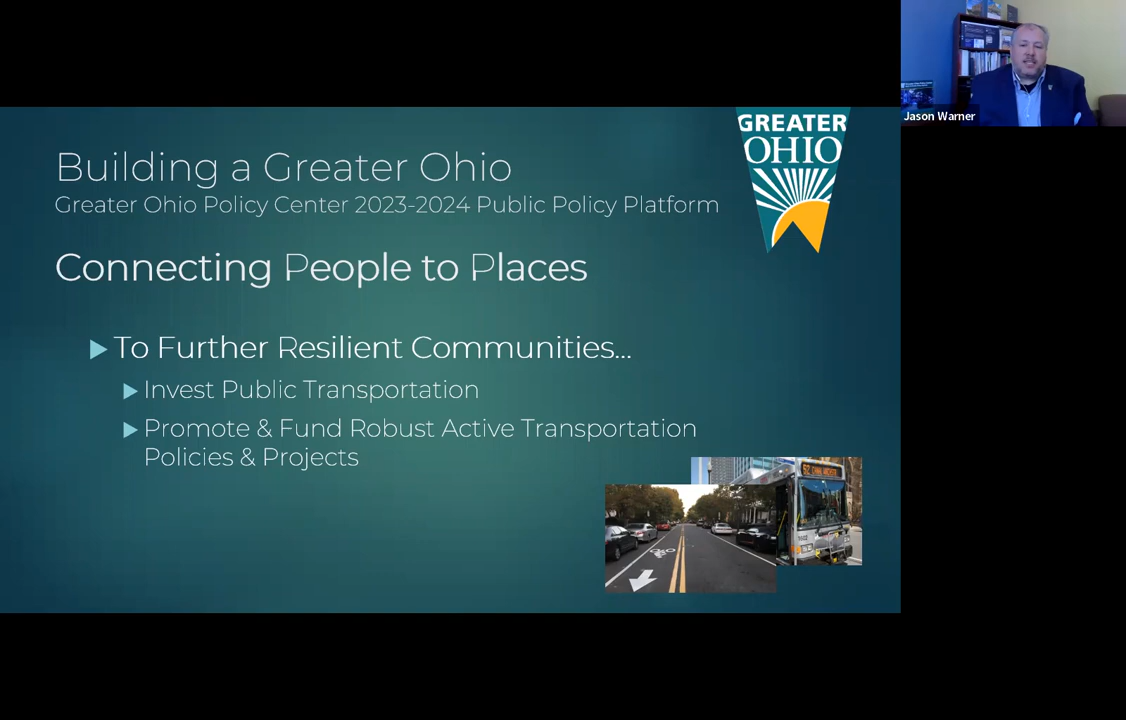 GREATER
OHIO
Building a Greater Ohio
Greater Ohio Policy Center 2023-2024 Public Policy Platform
Connecting People to Places
To Further Resilient Communities...
Invest Public Transportation
Promote & Fund Robust Active Transportation
Policies & Projects
Jason Warner